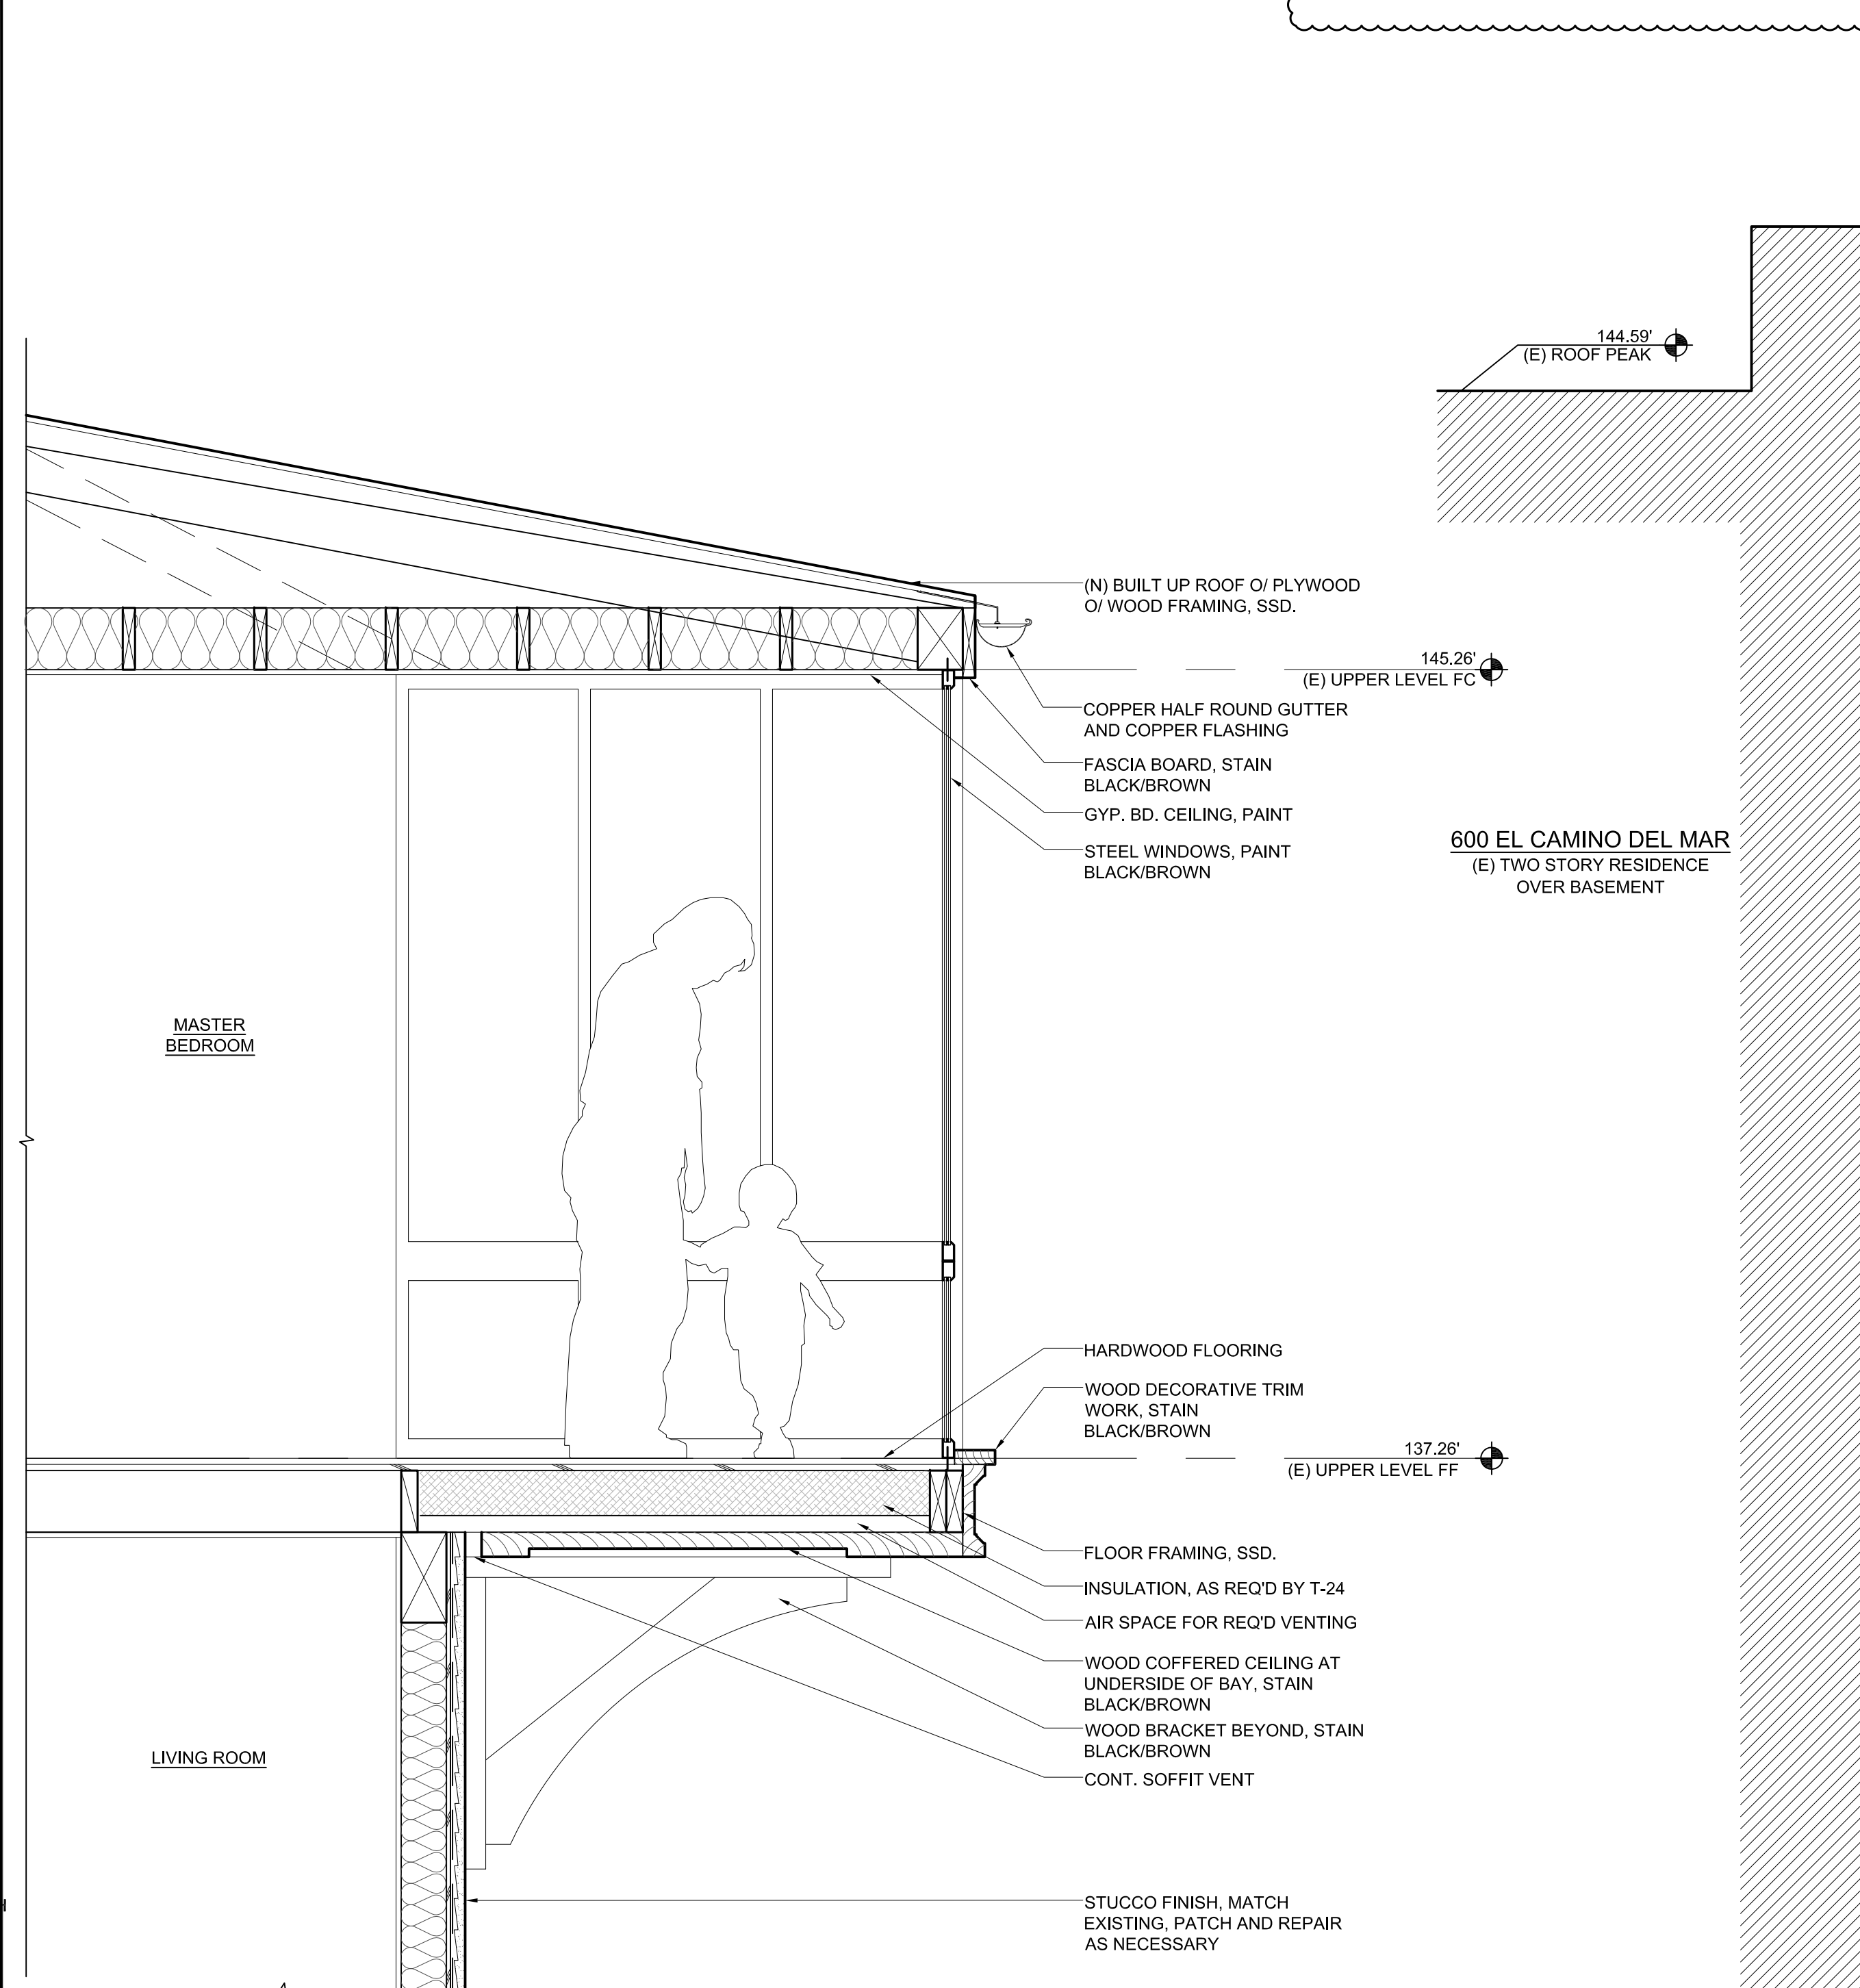 144.59'
(E) ROOF PEAK
(N) BUILT UP ROOF O/ PLYWOOD
O/ WOOD FRAMING, SSD.
145.26'
(E) UPPER LEVEL FC
COPPER HALF ROUND GUTTER
AND COPPER FLASHING
FASCIA BOARD, STAIN
BLACK/BROWN
GYP. BD. CEILING, PAINT
STEEL WINDOWS, PAINT
BLACK/BROWN
600 EL CAMINO DEL MAR
(E) TWO STORY RESIDENCE
OVER BASEMENT
MASTER
BEDROOM
HARDWOOD FLOORING
WOOD DECORATIVE TRIM
WORK, STAIN
BLACK/BROWN
137.26'
(E) UPPER LEVEL FF
FLOOR FRAMING, SSD.
INSULATION, AS REQ'D BY T-24
AIR SPACE FOR REQ'D VENTING
WOOD COFFERED CEILING AT
UNDERSIDE OF BAY, STAIN
BLACK/BROWN
WOOD BRACKET BEYOND, STAIN
BLACK/BROWN
CONT. SOFFIT VENT
LIVING ROOM
STUCCO FINISH, MATCH
EXISTING, PATCH AND REPAIR
AS NECESSARY